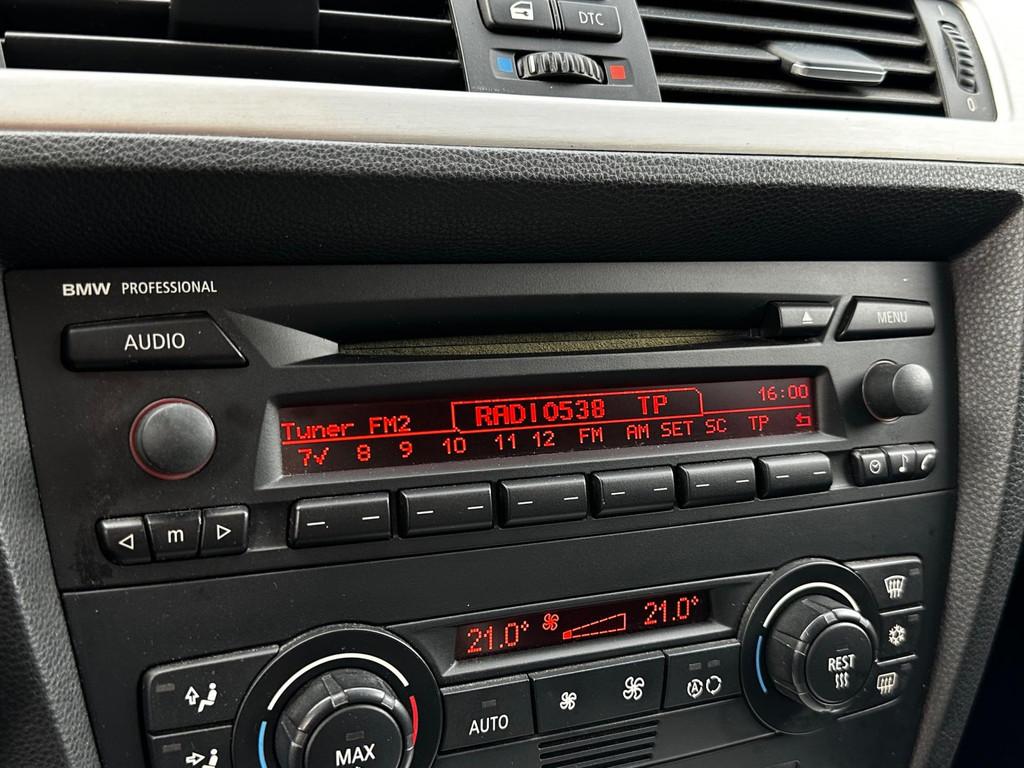 DTC
0
BMW PROFESSIONAL
AUDIO
MENU
Tuner FM2 RADIO538 TP 16:00
7✓ 8 9 10 11 12 FM AM SET SC TP
m
21.0° 21.0°
AUTO
A
MAX
REST